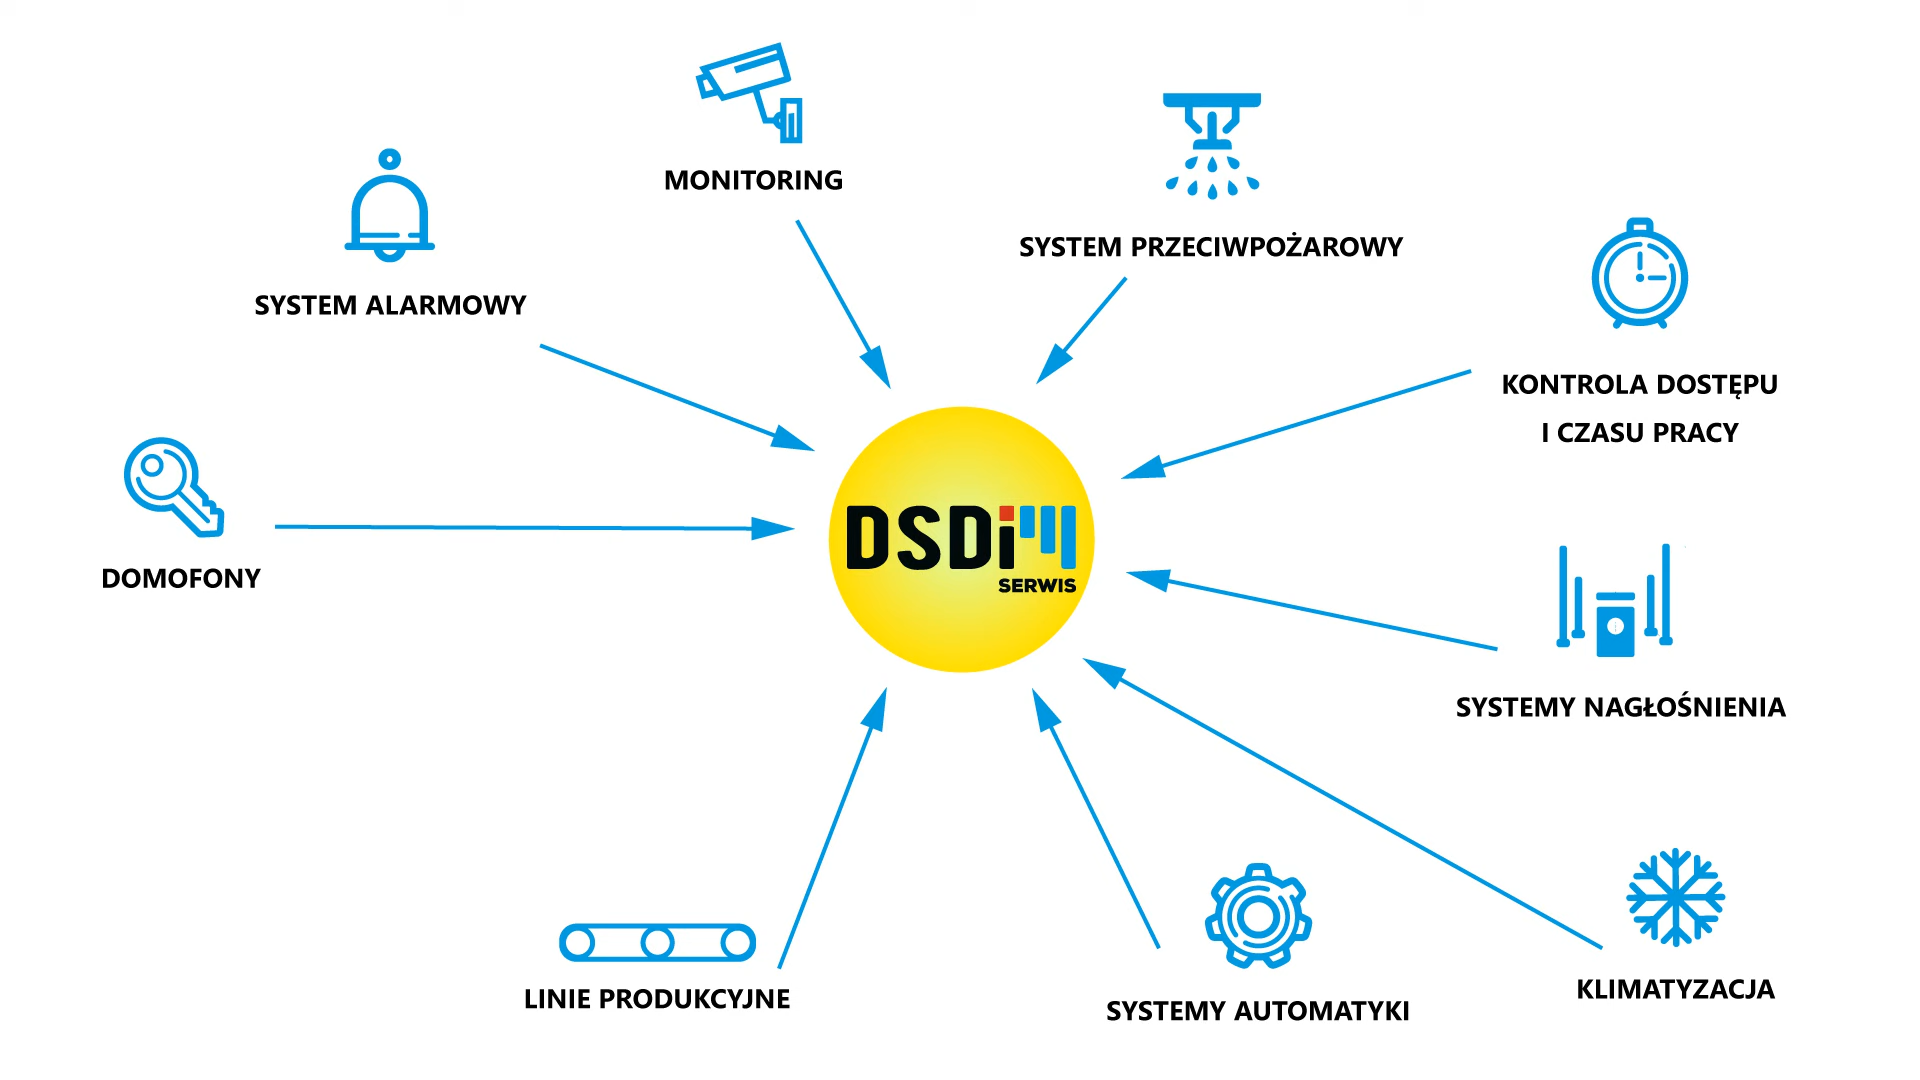 MONITORING
SYSTEM PRZECIWPOŻAROWY
SYSTEM ALARMOWY
KONTROLA DOSTĘPU
I CZASU PRACY
DOMOFONY
DSDi
SERWIS
SYSTEMY NAGŁOŚNIENIA
LINIE PRODUKCYJNE
SYSTEMY AUTOMATYKI
KLIMATYZACJA